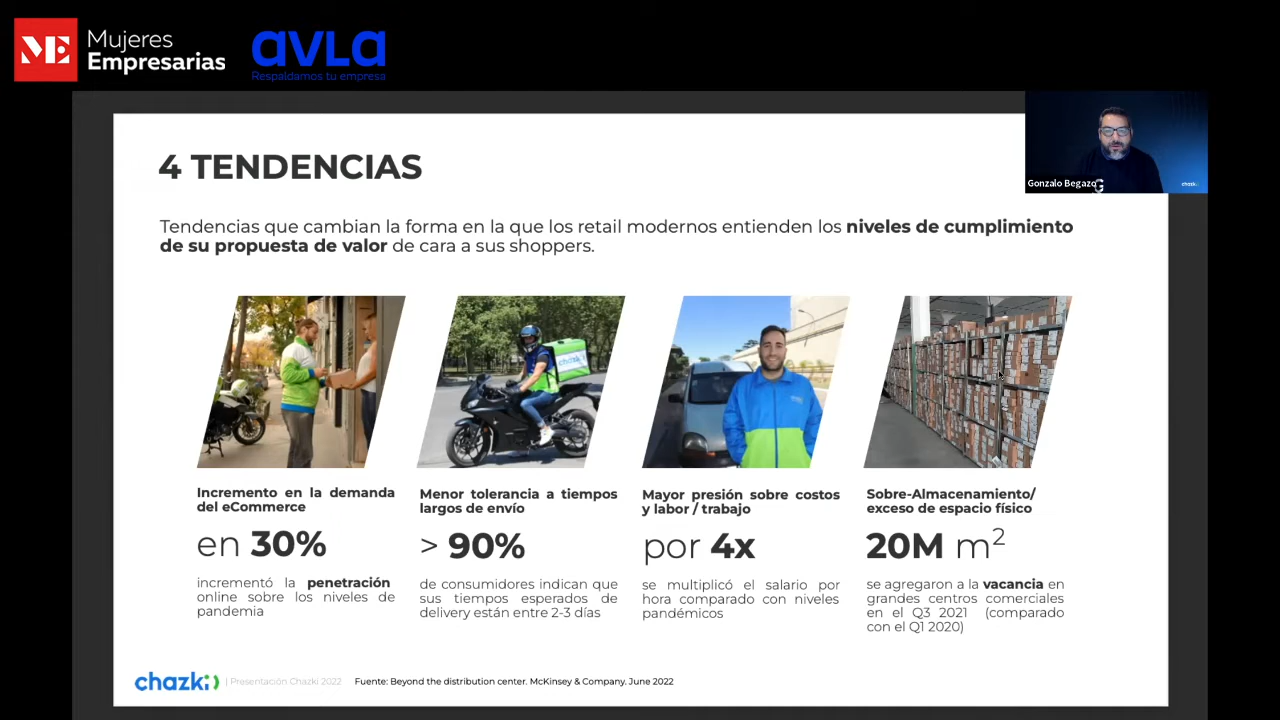 ME Mujeres
Empresarias
avla
Respaldamos tu empresa
Gonzalo Begazo
chazki
4 TENDENCIAS
Tendencias que cambian la forma en la que los retail modernos entienden los niveles de cumplimiento
de su propuesta de valor de cara a sus shoppers.
chazki
Incremento en la demanda
del eCommerce
en 30%
incrementó la penetración
online sobre los niveles de
pandemia
Menor tolerancia a tiempos
largos de envío
> 90%
de consumidores indican que
sus tiempos esperados de
delivery están entre 2-3 días
Mayor presión sobre costos
y labor / trabajo
por 4x
se multiplicó el salario por
hora comparado con niveles
pandémicos
Sobre-Almacenamiento/
exceso de espacio físico
20M m²
se agregaron a la vacancia en
grandes centros comerciales
en el Q3 2021 (comparado
con el Q1 2020)
chazki | Presentación Chazki 2022 Fuente: Beyond the distribution center. McKinsey & Company. June 2022